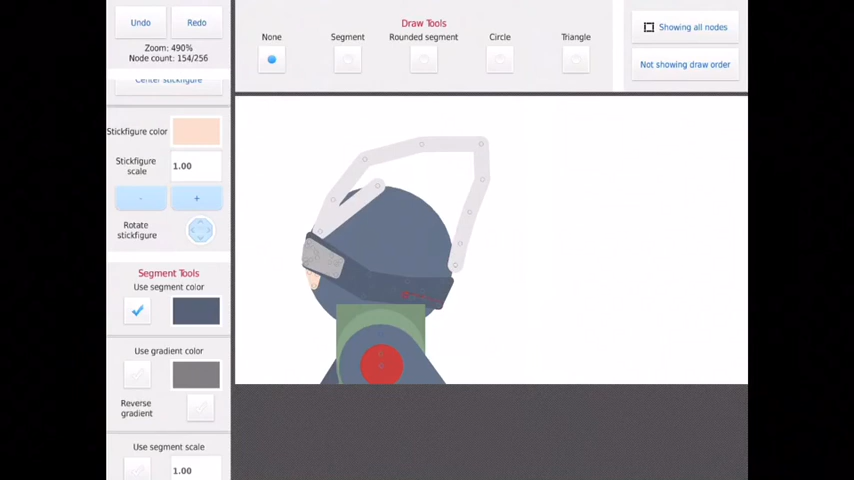 Undo
Redo
Zoom: 490%
Node count: 154/256
Center stickfigure
Stickfigure color
Stickfigure
scale
1.00
-
+
Rotate
stickfigure
Segment Tools
Use segment color
Use gradient color
Reverse
gradient
Use segment scale
1.00
Draw Tools
None
Segment
Rounded segment
Circle
Triangle
Showing all nodes
Not showing draw order